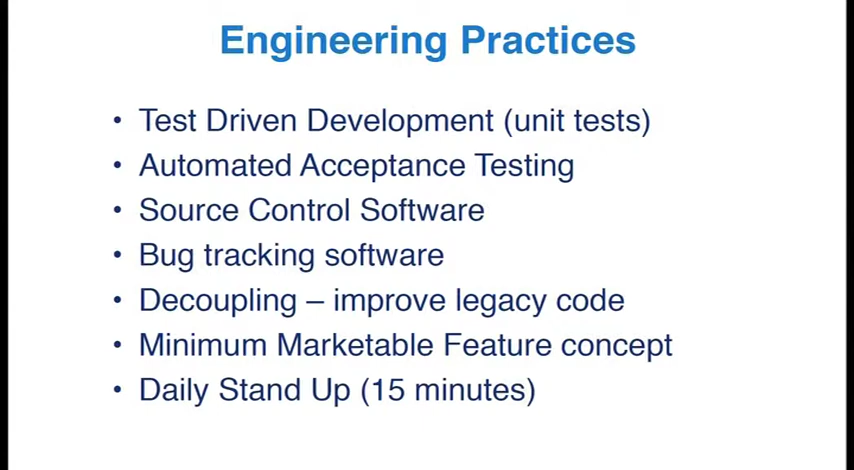 Engineering Practices
• Test Driven Development (unit tests)
• Automated Acceptance Testing
• Source Control Software
• Bug tracking software
• Decoupling – improve legacy code
• Minimum Marketable Feature concept
• Daily Stand Up (15 minutes)